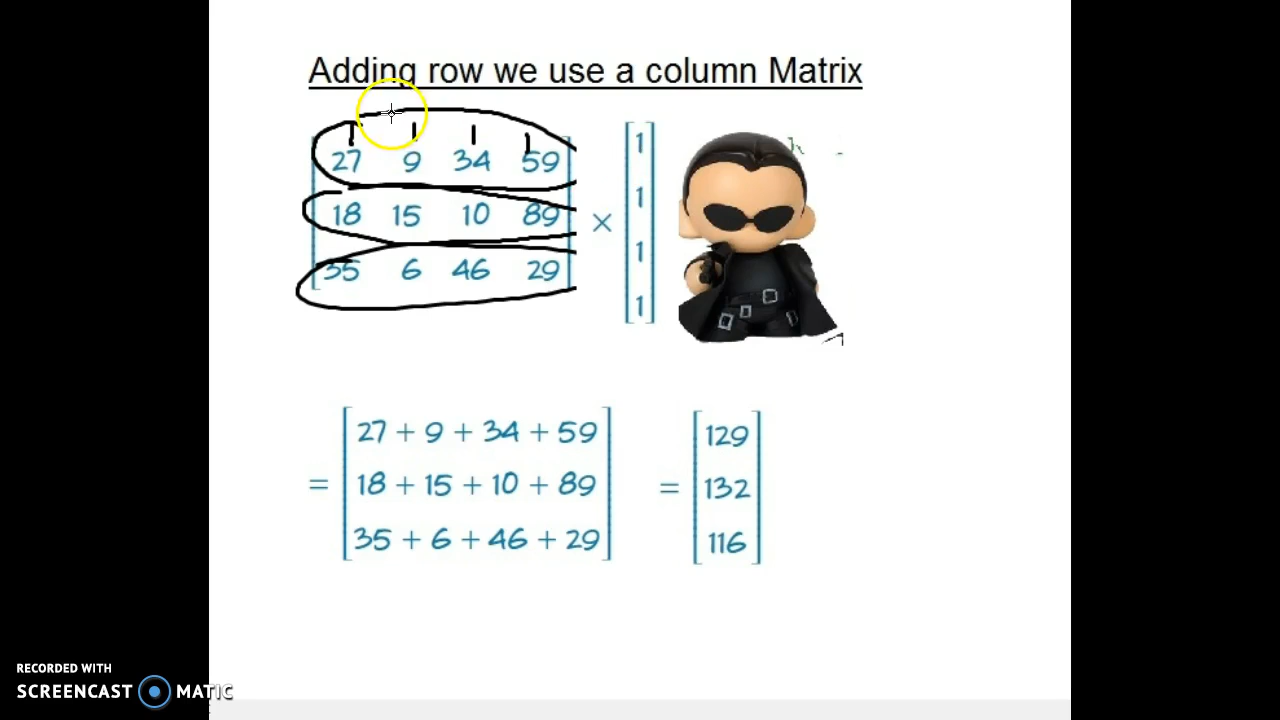 Adding row we use a column Matrix
27 9 34 59
18 15 10 89
35 6 46 29
×
1
1
1
1
=
27 + 9 + 34 + 59
18 + 15 + 10 + 89
35 + 6 + 46 + 29
=
129
132
116
RECORDED WITH
SCREENCAST MATIC